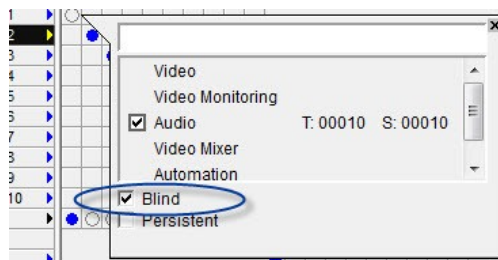 1
2
3
4
5
6
7
8
9
10
Video
Video Monitoring
Audio T: 00010 S: 00010
Video Mixer
Automation
Blind
Persistent